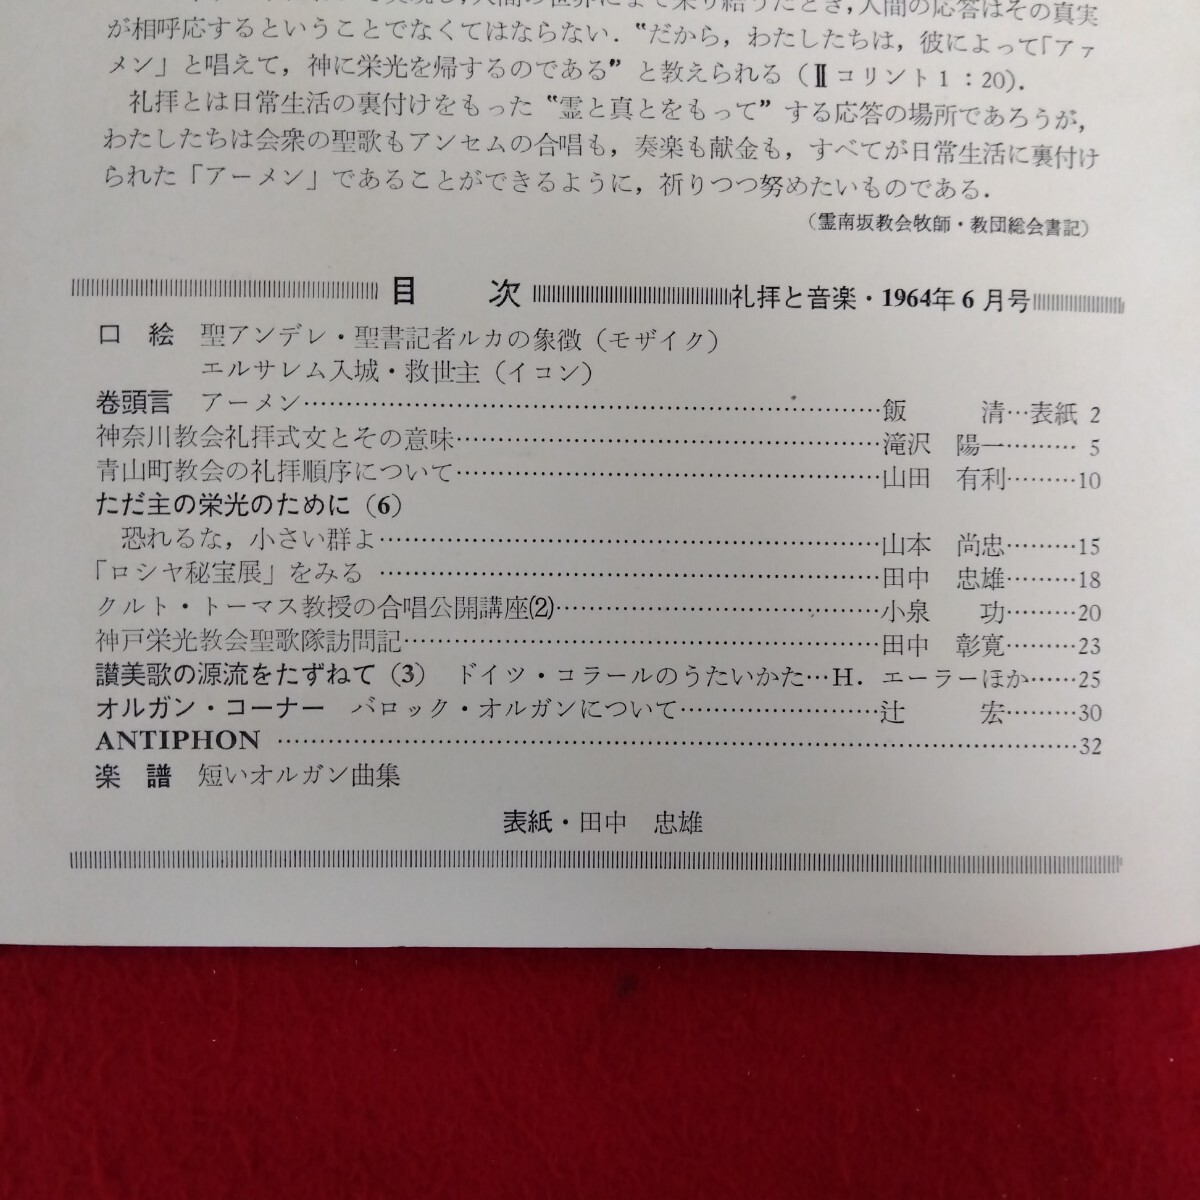 人間の応答はその真実
が相呼応するということでなくてはならない．“だから，わたしたちは，彼によって「アァ
メン」と唱えて，神に栄光を帰するのである”と教えられる（Ⅱコリント1：20）．
礼拝とは日常生活の裏付けをもった“霊と真とをもって”する応答の場所であろうが，
わたしたちは会衆の聖歌もアンセムの合唱も，奏楽も献金も，すべてが日常生活に裏付け
られた「アーメン」であることができるように，祈りつつ努めたいものである．
（霊南坂教会牧師・教団総会書記）
目　次　礼拝と音楽・1964年6月号
口　絵　聖アンデレ・聖書記者ルカの象徴（モザイク）
エルサレム入城・救世主（イコン）
巻頭言　アーメン……………飯　清…表紙 2
神奈川教会礼拝式文とその意味……………滝沢　陽一……… 5
青山町教会の礼拝順序について……………山田　有利………10
ただ主の栄光のために（6）
恐れるな，小さい群よ……………山本　尚忠………15
「ロシヤ秘宝展」をみる……………田中　忠雄………18
クルト・トーマス教授の合唱公開講座(2)……………小泉　功………20
神戸栄光教会聖歌隊訪問記……………田中　彰寛………23
讃美歌の源流をたずねて（3）　ドイツ・コラールのうたいかた…H．エーラーほか……25
オルガン・コーナー　バロック・オルガンについて……………辻　宏………30
ANTIPHON ……………32
楽　譜　短いオルガン曲集
表紙・田中　忠雄